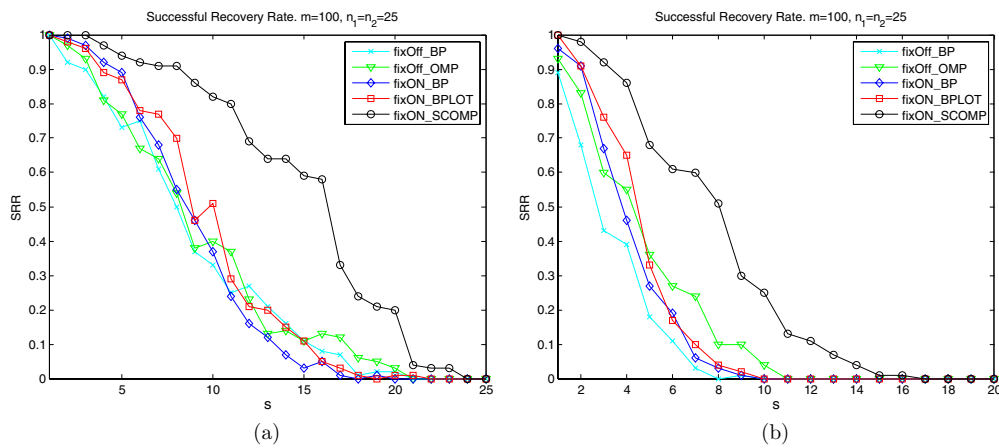 Successful Recovery Rate. m=100, n₁=n₂=25
1
0.9
0.8
0.7
0.6
0.5
0.4
0.3
0.2
0.1
0
SRR
5
10
15
20
25
s
fixOff_BP
fixOff_OMP
fixON_BP
fixON_BPLOT
fixON_SCOMP
(a)
Successful Recovery Rate. m=100, n₁=n₂=25
1
0.9
0.8
0.7
0.6
0.5
0.4
0.3
0.2
0.1
0
SRR
2
4
6
8
10
12
14
16
18
20
s
fixOff_BP
fixOff_OMP
fixON_BP
fixON_BPLOT
fixON_SCOMP
(b)